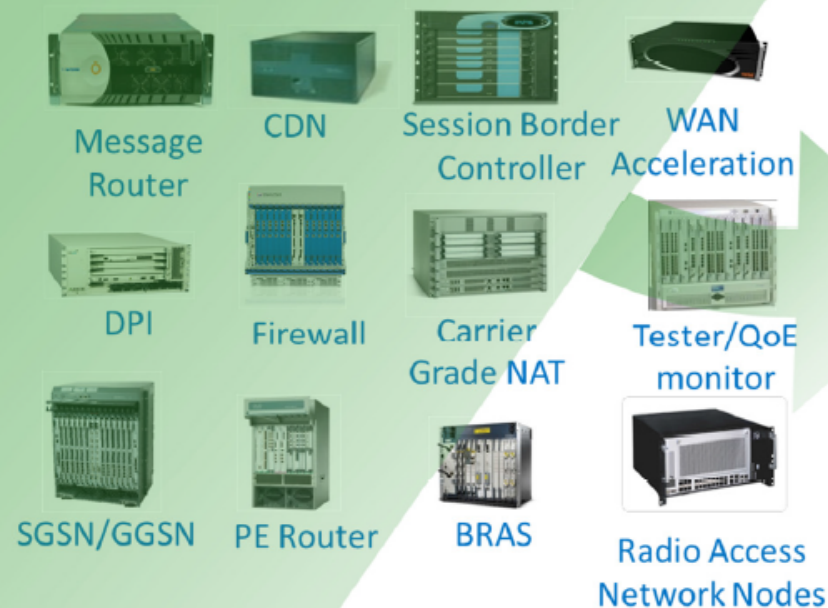 Message
Router
CDN
Session Border
Controller
WAN
Acceleration
DPI
Firewall
Carrier
Grade NAT
Tester/QoE
monitor
SGSN/GGSN
PE Router
BRAS
Radio Access
Network Nodes